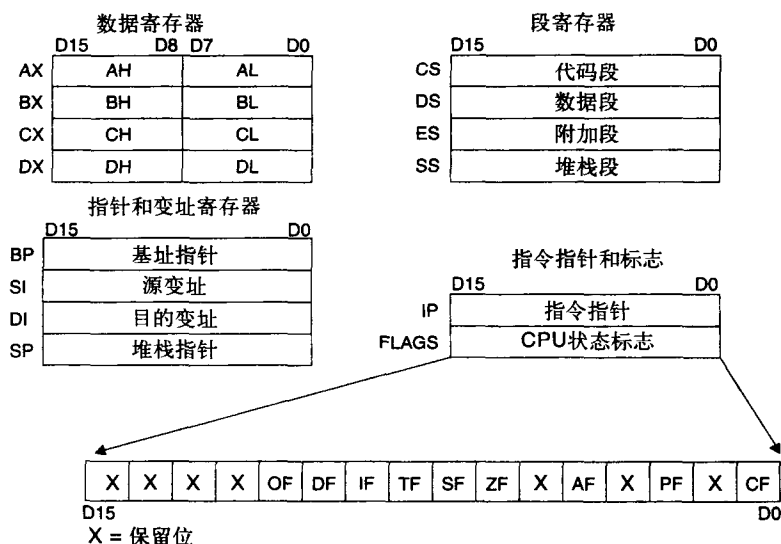 数据寄存器
D15 D8 D7 D0
AX AH AL
BX BH BL
CX CH CL
DX DH DL
段寄存器
D15 D0
CS 代码段
DS 数据段
ES 附加段
SS 堆栈段
指针和变址寄存器
D15 D0
BP 基址指针
SI 源变址
DI 目的变址
SP 堆栈指针
指令指针和标志
D15 D0
IP 指令指针
FLAGS CPU状态标志
X X X X OF DF IF TF SF ZF X AF X PF X CF
D15 D0
X = 保留位